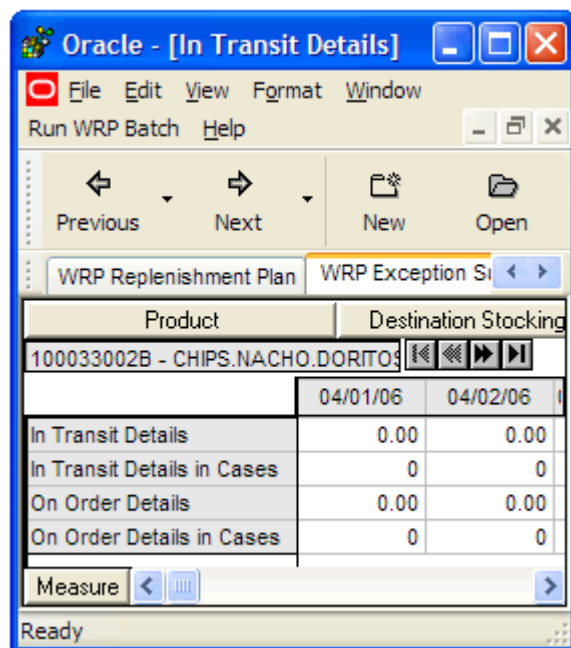 Oracle - [In Transit Details]
File Edit View Format Window
Run WRP Batch Help
Previous Next New Open
WRP Replenishment Plan WRP Exception
Product Destination Stocking
100033002B - CHIPS.NACHO.DORITOS
04/01/06 04/02/06
In Transit Details 0.00 0.00
In Transit Details in Cases 0 0
On Order Details 0.00 0.00
On Order Details in Cases 0 0
Measure
Ready